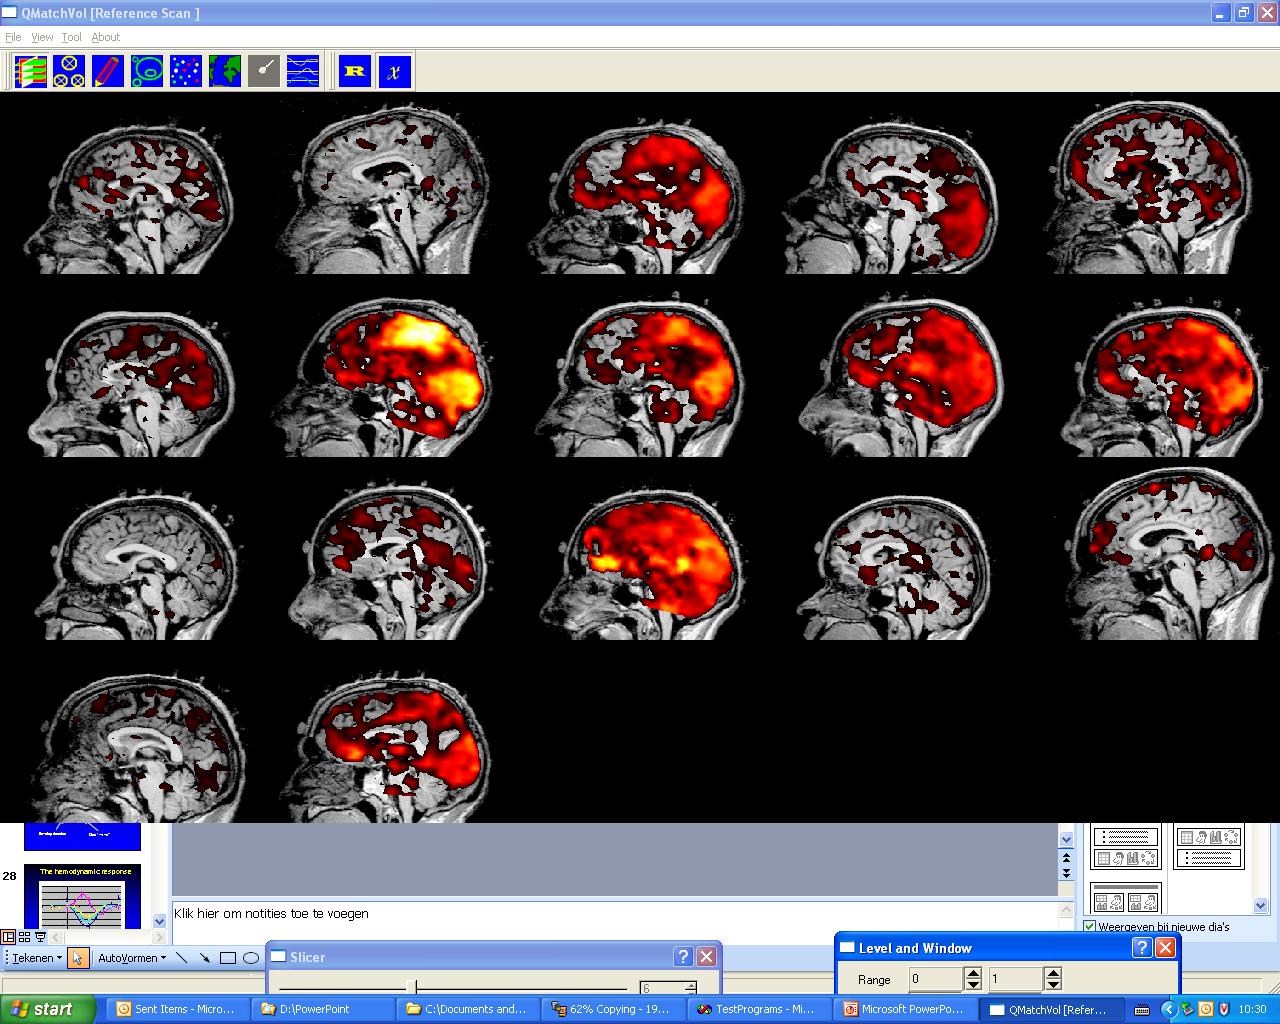 QMatchVol [Reference Scan ]
File View Tool About
R x
28
The hemodynamic response
Klik hier om notities toe te voegen
Weergeven bij nieuwe dia's
Tekenen AutoVormen
Slicer
6
Level and Window
Range 0 1
start
Sent Items - Micro...
D:\PowerPoint
C:\Documents and...
62% Copying - 19...
TestPrograms - Mi...
Microsoft PowerPo...
QMatchVol [Refer...
10:30